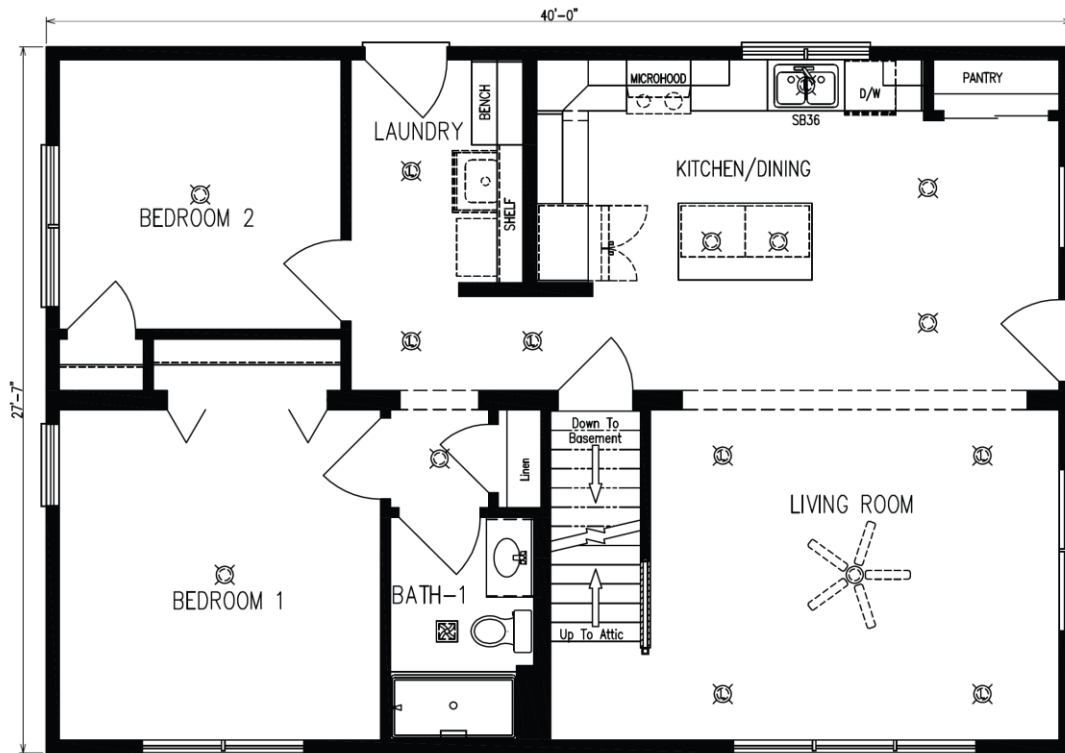 40'-0"
27'-7"
BENCH
LAUNDRY
SHELF
MICROHOOD
SB36
D/W
PANTRY
KITCHEN/DINING
BEDROOM 2
Down To
Basement
Linen
LIVING ROOM
BEDROOM 1
BATH-1
Up To Attic